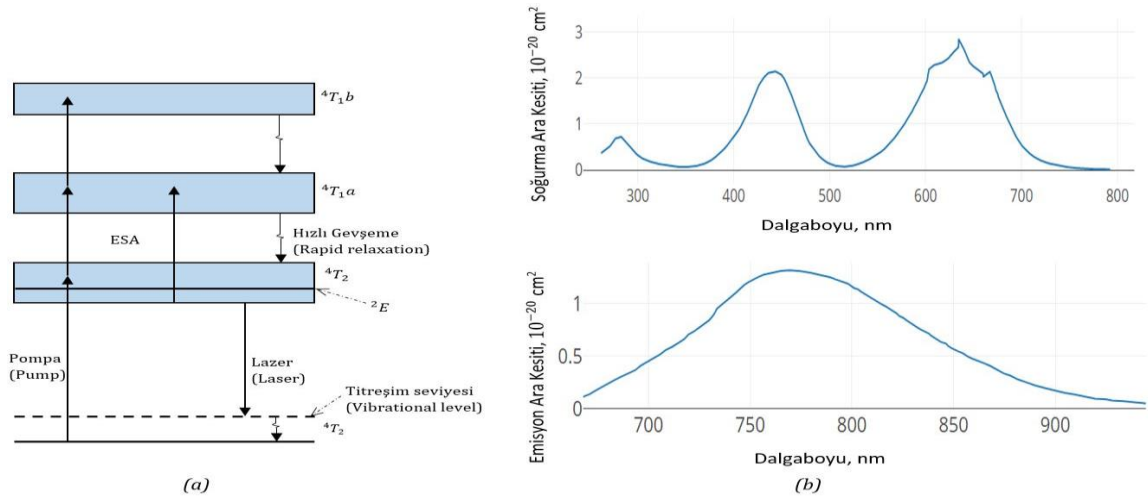 ⁴T₁b
⁴T₁a
ESA
Hızlı Gevşeme
(Rapid relaxation)
⁴T₂
²E
Pompa
(Pump)
Lazer
(Laser)
Titreşim seviyesi
(Vibrational level)
⁴T₂
(a)
Soğurma Ara Kesiti, 10⁻²⁰ cm²
3
2
1
0
300 400 500 600 700 800
Dalgaboyu, nm
Emisyon Ara Kesiti, 10⁻²⁰ cm²
1
0.5
0
700 750 800 850 900
Dalgaboyu, nm
(b)